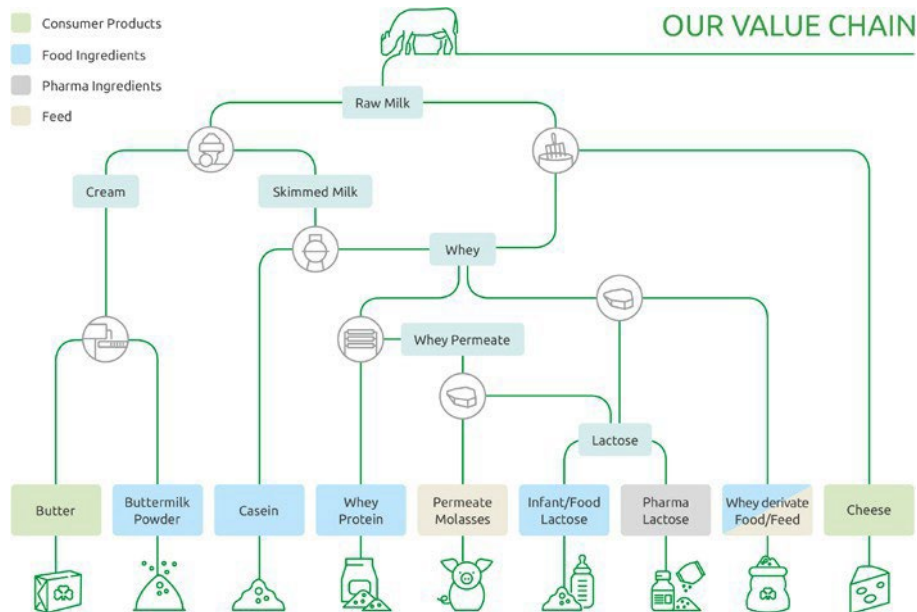 Consumer Products
Food Ingredients
Pharma Ingredients
Feed
OUR VALUE CHAIN
Raw Milk
Cream
Skimmed Milk
Whey
Whey Permeate
Lactose
Butter
Buttermilk
Powder
Casein
Whey
Protein
Permeate
Molasses
Infant/Food
Lactose
Pharma
Lactose
Whey derivate
Food/Feed
Cheese